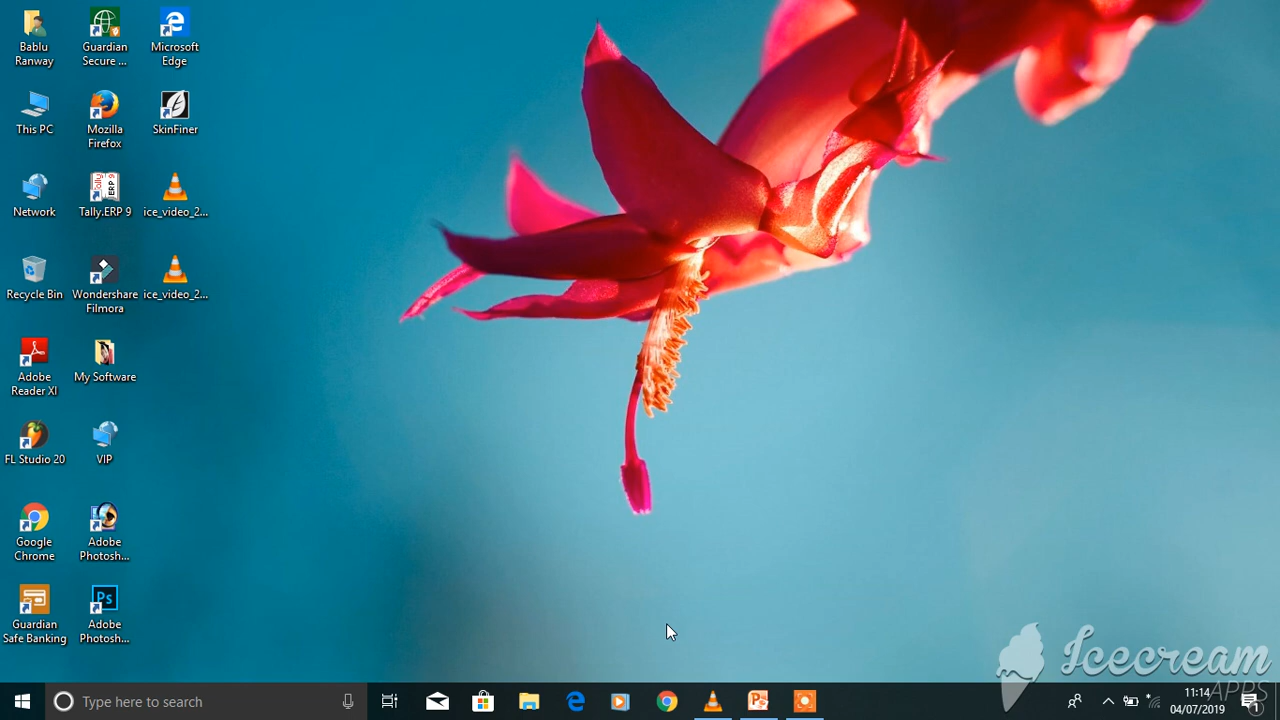 Bablu
Ranway
Guardian
Secure ...
Microsoft
Edge
This PC
Mozilla
Firefox
SkinFiner
Network
Tally.ERP 9
ice_video_2...
Recycle Bin
Wondershare
Filmora
ice_video_2...
Adobe
Reader XI
My Software
FL Studio 20
VIP
Google
Chrome
Adobe
Photosh...
Guardian
Safe Banking
Ps
Adobe
Photosh...
Icecream
APPS
Type here to search
11:14
04/07/2019
1